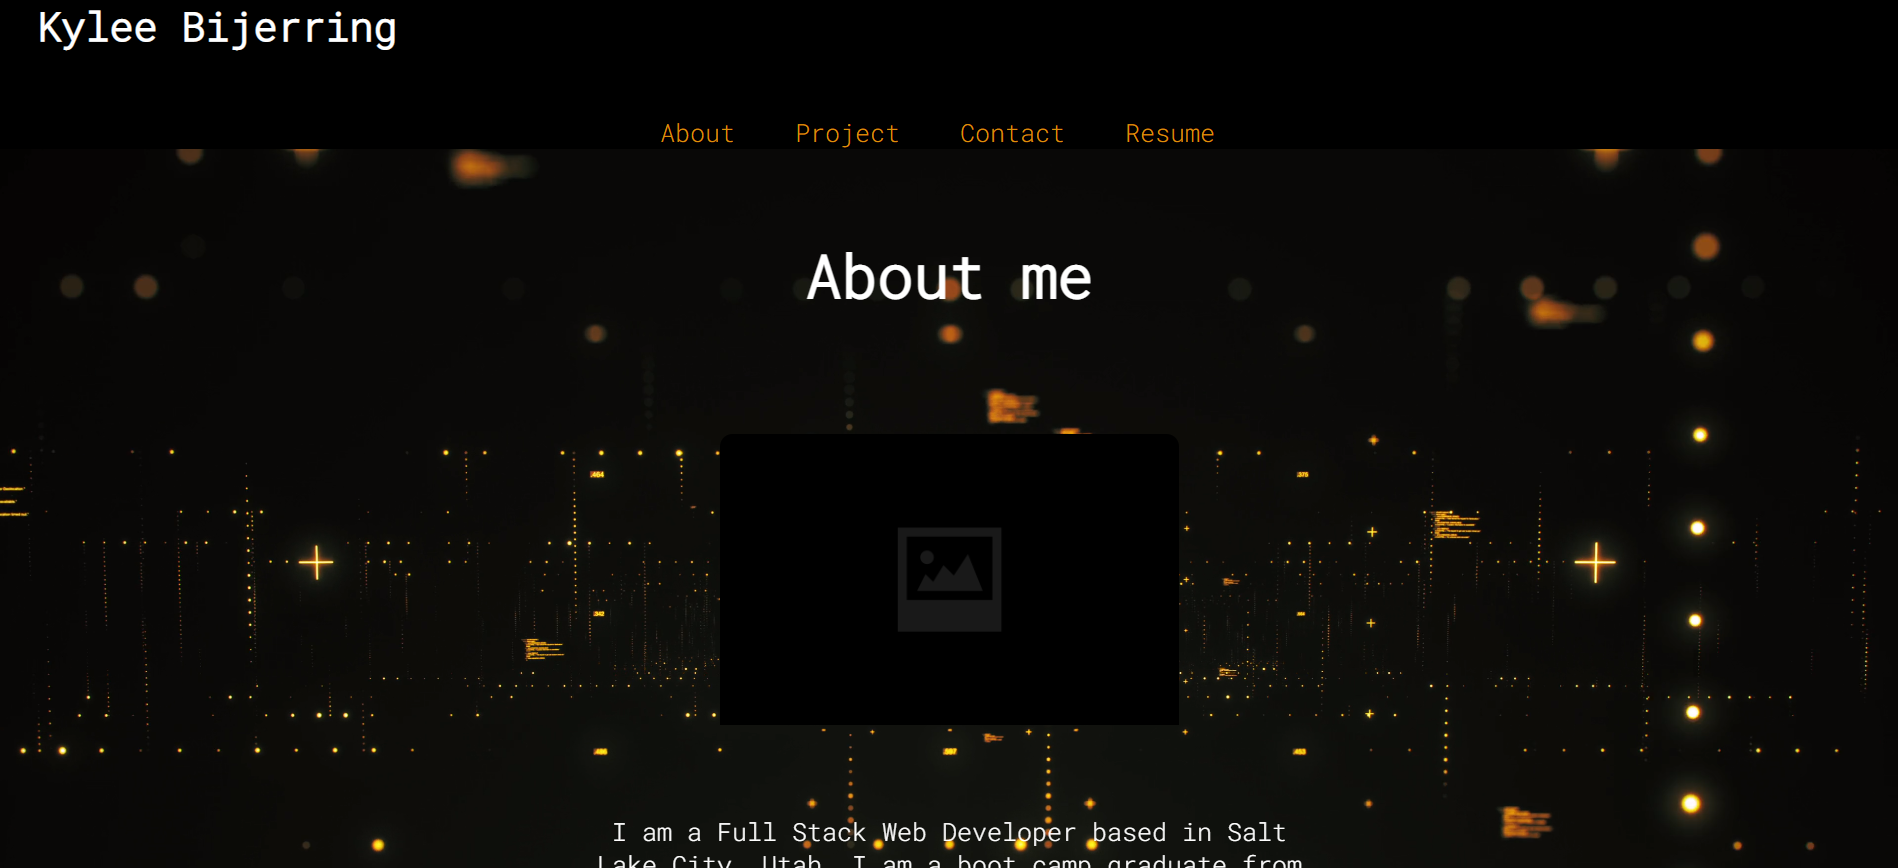 Kylee Bijerring
About Project Contact Resume
About me
I am a Full Stack Web Developer based in Salt
Lake City, Utah. I am a boot camp graduate from